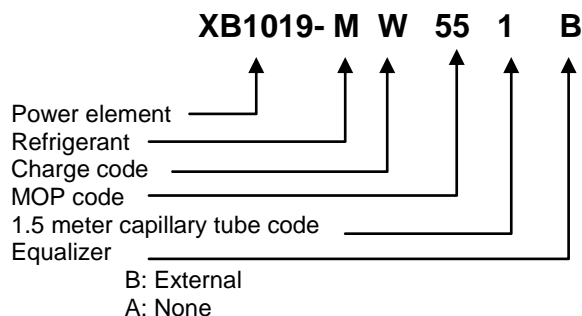 XB1019- M W 55 1 B
Power element
Refrigerant
Charge code
MOP code
1.5 meter capillary tube code
Equalizer
B: External
A: None